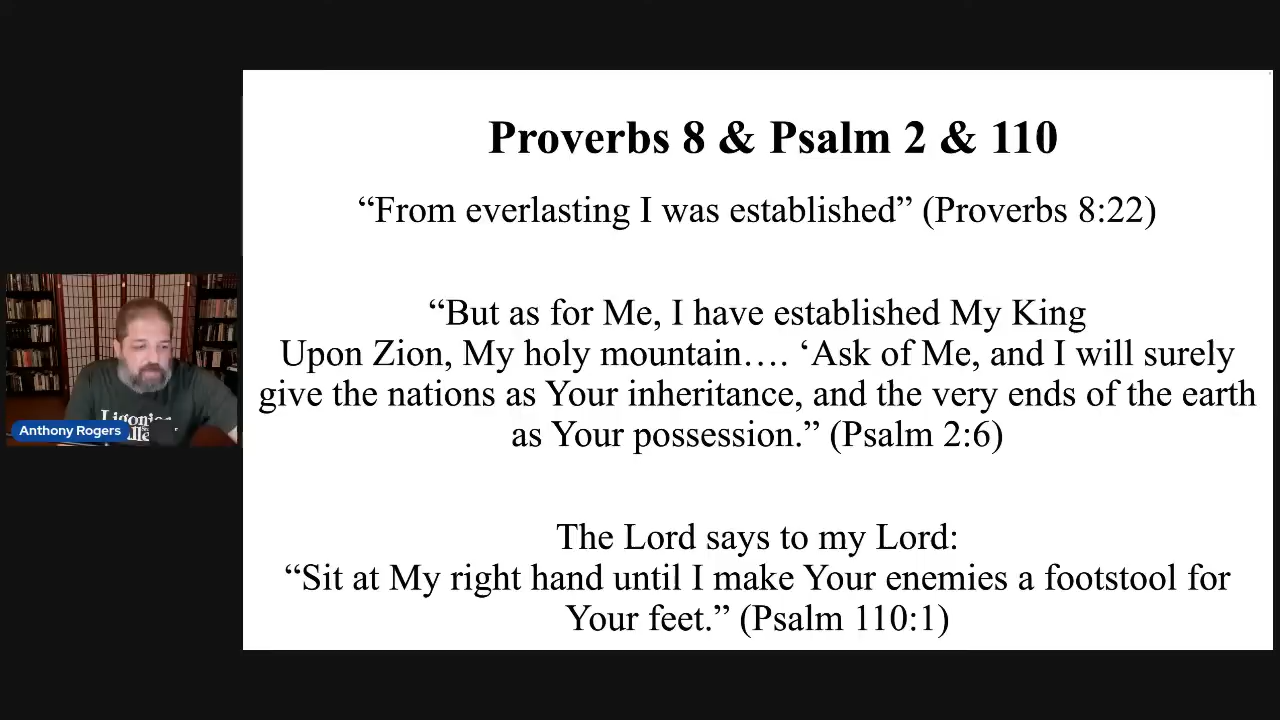 Proverbs 8 & Psalm 2 & 110
“From everlasting I was established” (Proverbs 8:22)
“But as for Me, I have established My King
Upon Zion, My holy mountain…. ‘Ask of Me, and I will surely
give the nations as Your inheritance, and the very ends of the earth
as Your possession.” (Psalm 2:6)
The Lord says to my Lord:
“Sit at My right hand until I make Your enemies a footstool for
Your feet.” (Psalm 110:1)
Anthony Rogers